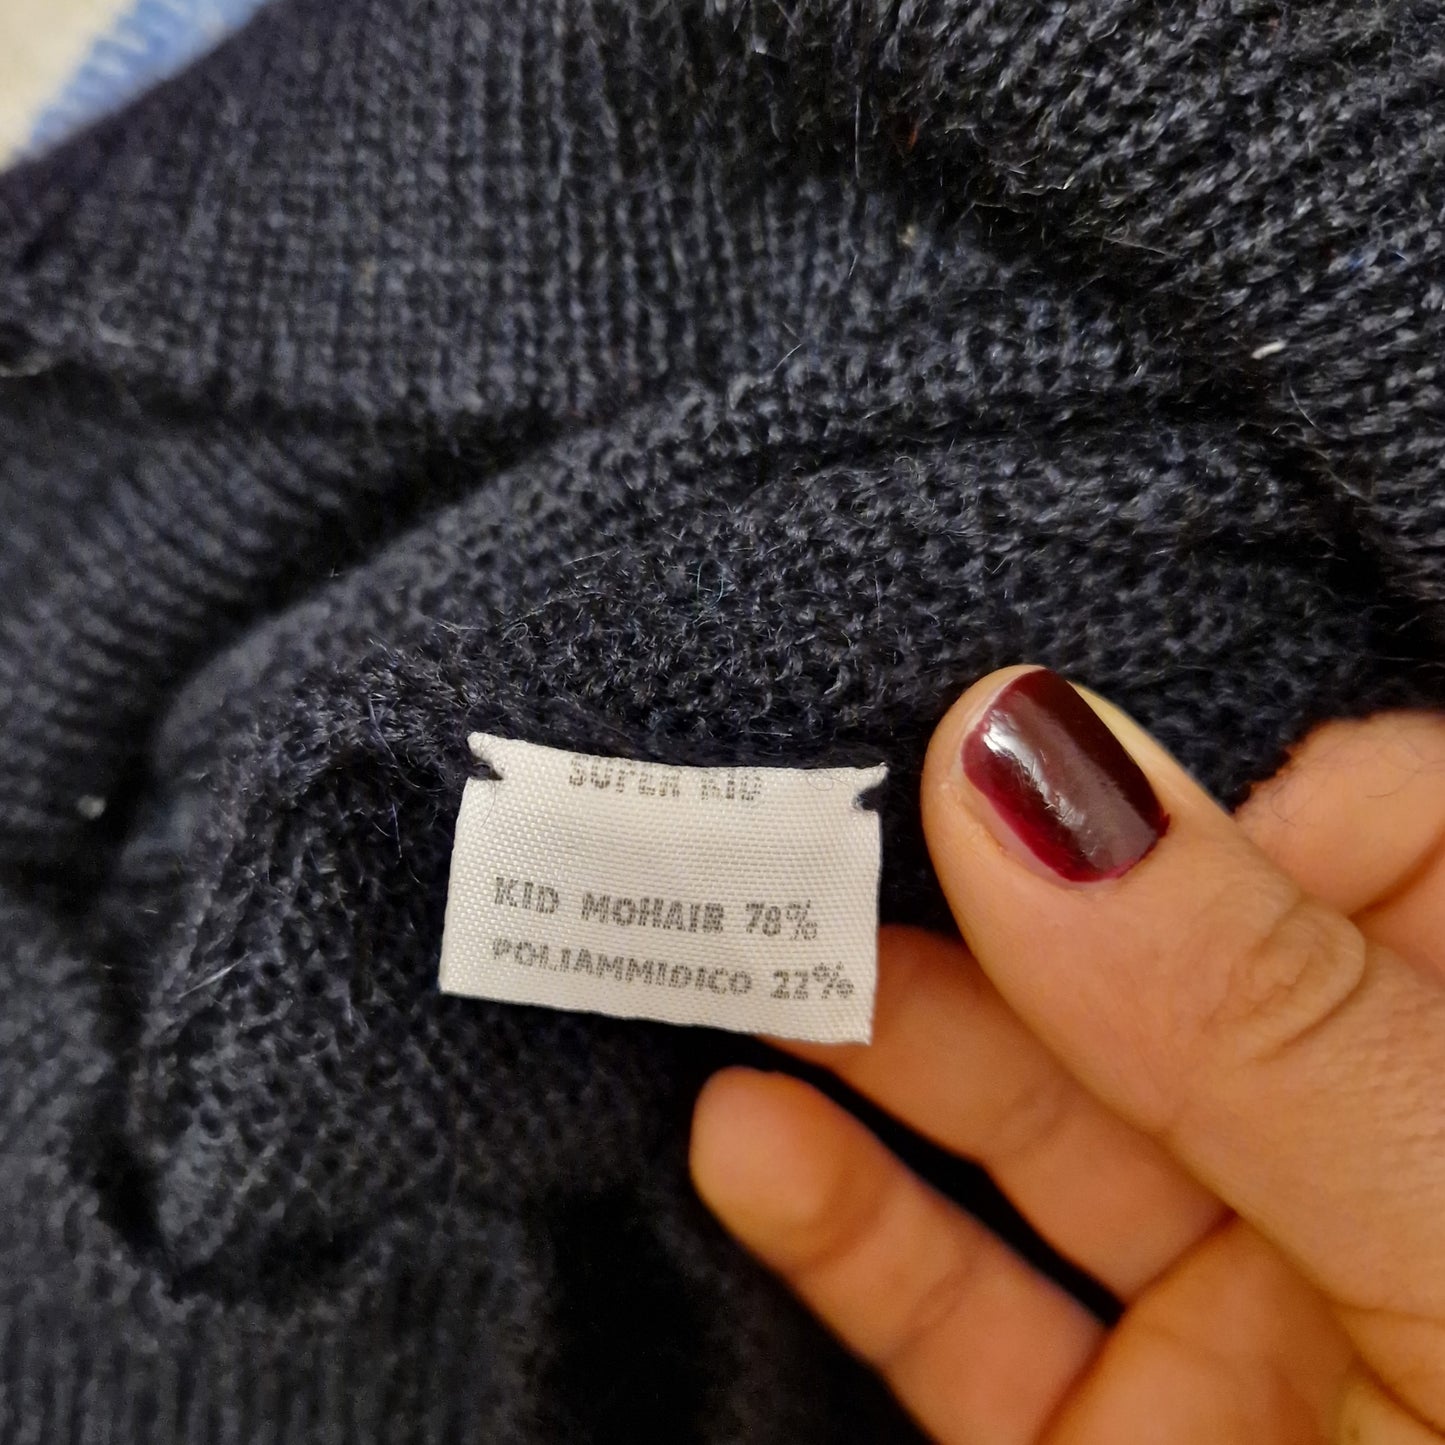 SUPER KID
KID MOHAIR 78%
POLIAMMIDICO 22%